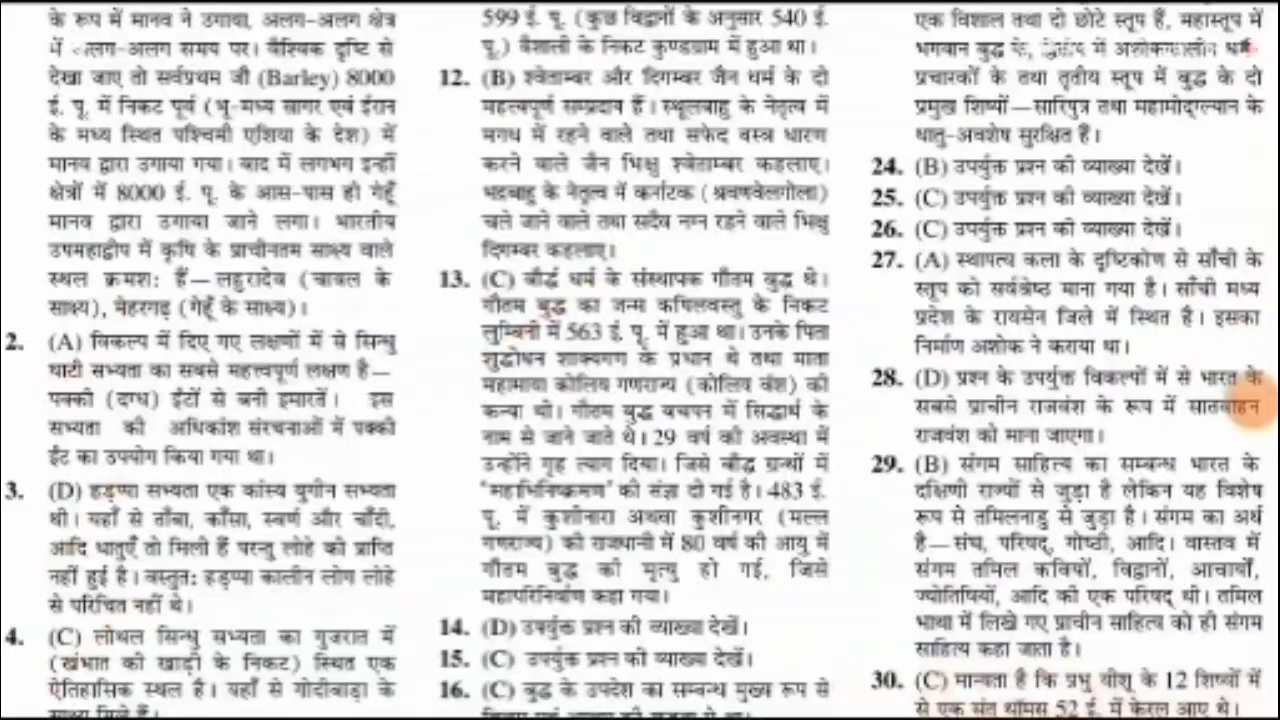 के रूप में मानव ने उगाया, अलग-अलग क्षेत्र
में अलग-अलग समय पर। वैश्विक दृष्टि से
देखा जाए तो सर्वप्रथम जौ (Barley) 8000
ई. पू. में निकट पूर्व (भू-मध्य सागर एवं ईरान
के मध्य स्थित पश्चिमी एशिया के देश) में
मानव द्वारा उगाया गया। बाद में लगभग इन्हीं
क्षेत्रों में 8000 ई. पू. के आस-पास ही गेहूँ
मानव द्वारा उगाया जाने लगा। भारतीय
उपमहाद्वीप में कृषि के प्राचीनतम साक्ष्य वाले
स्थल क्रमश: हैं—लहुरादेव (चावल के
साक्ष्य), मेहरगढ़ (गेहूँ के साक्ष्य)।
2. (A) विकल्प में दिए गए लक्षणों में से सिन्धु
घाटी सभ्यता का सबसे महत्त्वपूर्ण लक्षण है—
पक्की (दग्ध) ईंटों से बनी इमारतें। इस
सभ्यता की अधिकांश संरचनाओं में पक्की
ईंट का उपयोग किया गया था।
3. (D) हड़प्पा सभ्यता एक कांस्य युगीन सभ्यता
थी। यहाँ से ताँबा, काँसा, स्वर्ण और चाँदी,
आदि धातुएँ तो मिली हैं परन्तु लोहे की प्राप्ति
नहीं हुई है। वस्तुत: हड़प्पा कालीन लोग लोहे
से परिचित नहीं थे।
4. (C) लोथल सिन्धु सभ्यता का गुजरात में
(खंभात की खाड़ी के निकट) स्थित एक
ऐतिहासिक स्थल है। यहाँ से गोदीबाड़ा के
साक्ष्य मिले हैं।
599 ई. पू. (कुछ विद्वानों के अनुसार 540 ई.
पू.) वैशाली के निकट कुण्डग्राम में हुआ था।
12. (B) श्वेताम्बर और दिगम्बर जैन धर्म के दो
महत्त्वपूर्ण सम्प्रदाय हैं। स्थूलबाहु के नेतृत्व में
मगध में रहने वाले तथा सफेद वस्त्र धारण
करने वाले जैन भिक्षु श्वेताम्बर कहलाए।
भद्रबाहु के नेतृत्व में कर्नाटक (श्रवणवेलगोला)
चले जाने वाले तथा सदैव नग्न रहने वाले भिक्षु
दिगम्बर कहलाए।
13. (C) बौद्ध धर्म के संस्थापक गौतम बुद्ध थे।
गौतम बुद्ध का जन्म कपिलवस्तु के निकट
लुम्बिनी में 563 ई. पू. में हुआ था। उनके पिता
शुद्धोधन शाक्यगण के प्रधान थे तथा माता
महामाया कोलिय गणराज्य (कोलिय वंश) की
कन्या थी। गौतम बुद्ध बचपन में सिद्धार्थ के
नाम से जाने जाते थे। 29 वर्ष की अवस्था में
उन्होंने गृह त्याग दिया। जिसे बौद्ध ग्रन्थों में
'महाभिनिष्क्रमण' की संज्ञा दी गई है। 483 ई.
पू. में कुशीनारा अथवा कुशीनगर (मल्ल
गणराज्य) की राजधानी में 80 वर्ष की आयु में
गौतम बुद्ध की मृत्यु हो गई, जिसे
महापरिनिर्वाण कहा गया।
14. (D) उपर्युक्त प्रश्न की व्याख्या देखें।
15. (C) उपर्युक्त प्रश्न की व्याख्या देखें।
16. (C) बुद्ध के उपदेश का सम्बन्ध मुख्य रूप से
एक विशाल तथा दो छोटे स्तूप हैं, महास्तूप में
भगवान बुद्ध के, द्वितीय में अशोककालीन धर्म
प्रचारकों के तथा तृतीय स्तूप में बुद्ध के दो
प्रमुख शिष्यों—सारिपुत्र तथा महामोद्ग्ल्यान के
धातु-अवशेष सुरक्षित हैं।
24. (B) उपर्युक्त प्रश्न की व्याख्या देखें।
25. (C) उपर्युक्त प्रश्न की व्याख्या देखें।
26. (C) उपर्युक्त प्रश्न की व्याख्या देखें।
27. (A) स्थापत्य कला के दृष्टिकोण से साँची के
स्तूप को सर्वश्रेष्ठ माना गया है। साँची मध्य
प्रदेश के रायसेन जिले में स्थित है। इसका
निर्माण अशोक ने कराया था।
28. (D) प्रश्न के उपर्युक्त विकल्पों में से भारत के
सबसे प्राचीन राजवंश के रूप में सातवाहन
राजवंश को माना जाएगा।
29. (B) संगम साहित्य का सम्बन्ध भारत के
दक्षिणी राज्यों से जुड़ा है लेकिन यह विशेष
रूप से तमिलनाडु से जुड़ा है। संगम का अर्थ
है—संघ, परिषद्, गोष्ठी, आदि। वास्तव में
संगम तमिल कवियों, विद्वानों, आचार्यों,
ज्योतिषियों, आदि की एक परिषद् थी। तमिल
भाषा में लिखे गए प्राचीन साहित्य को ही संगम
साहित्य कहा जाता है।
30. (C) मान्यता है कि प्रभु यीशु के 12 शिष्यों में
से एक संत थॉमस 52 ई. में केरल आए थे।